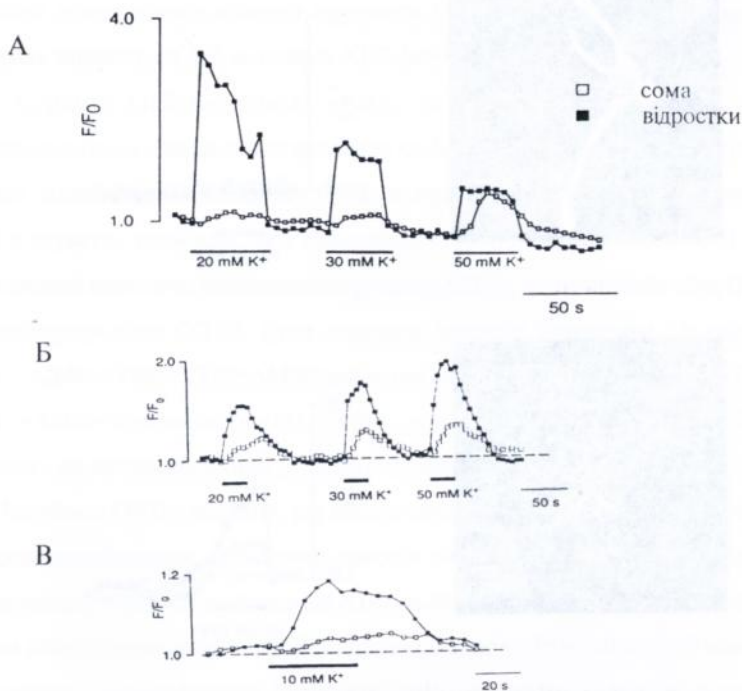 А
4.0
F/F0
1.0
□ сома
■ відростки
20 mM K+
30 mM K+
50 mM K+
50 s
Б
2.0
F/F0
1.0
20 mM K+
30 mM K+
50 mM K+
50 s
В
1.2
F/F0
1.0
10 mM K+
20 s